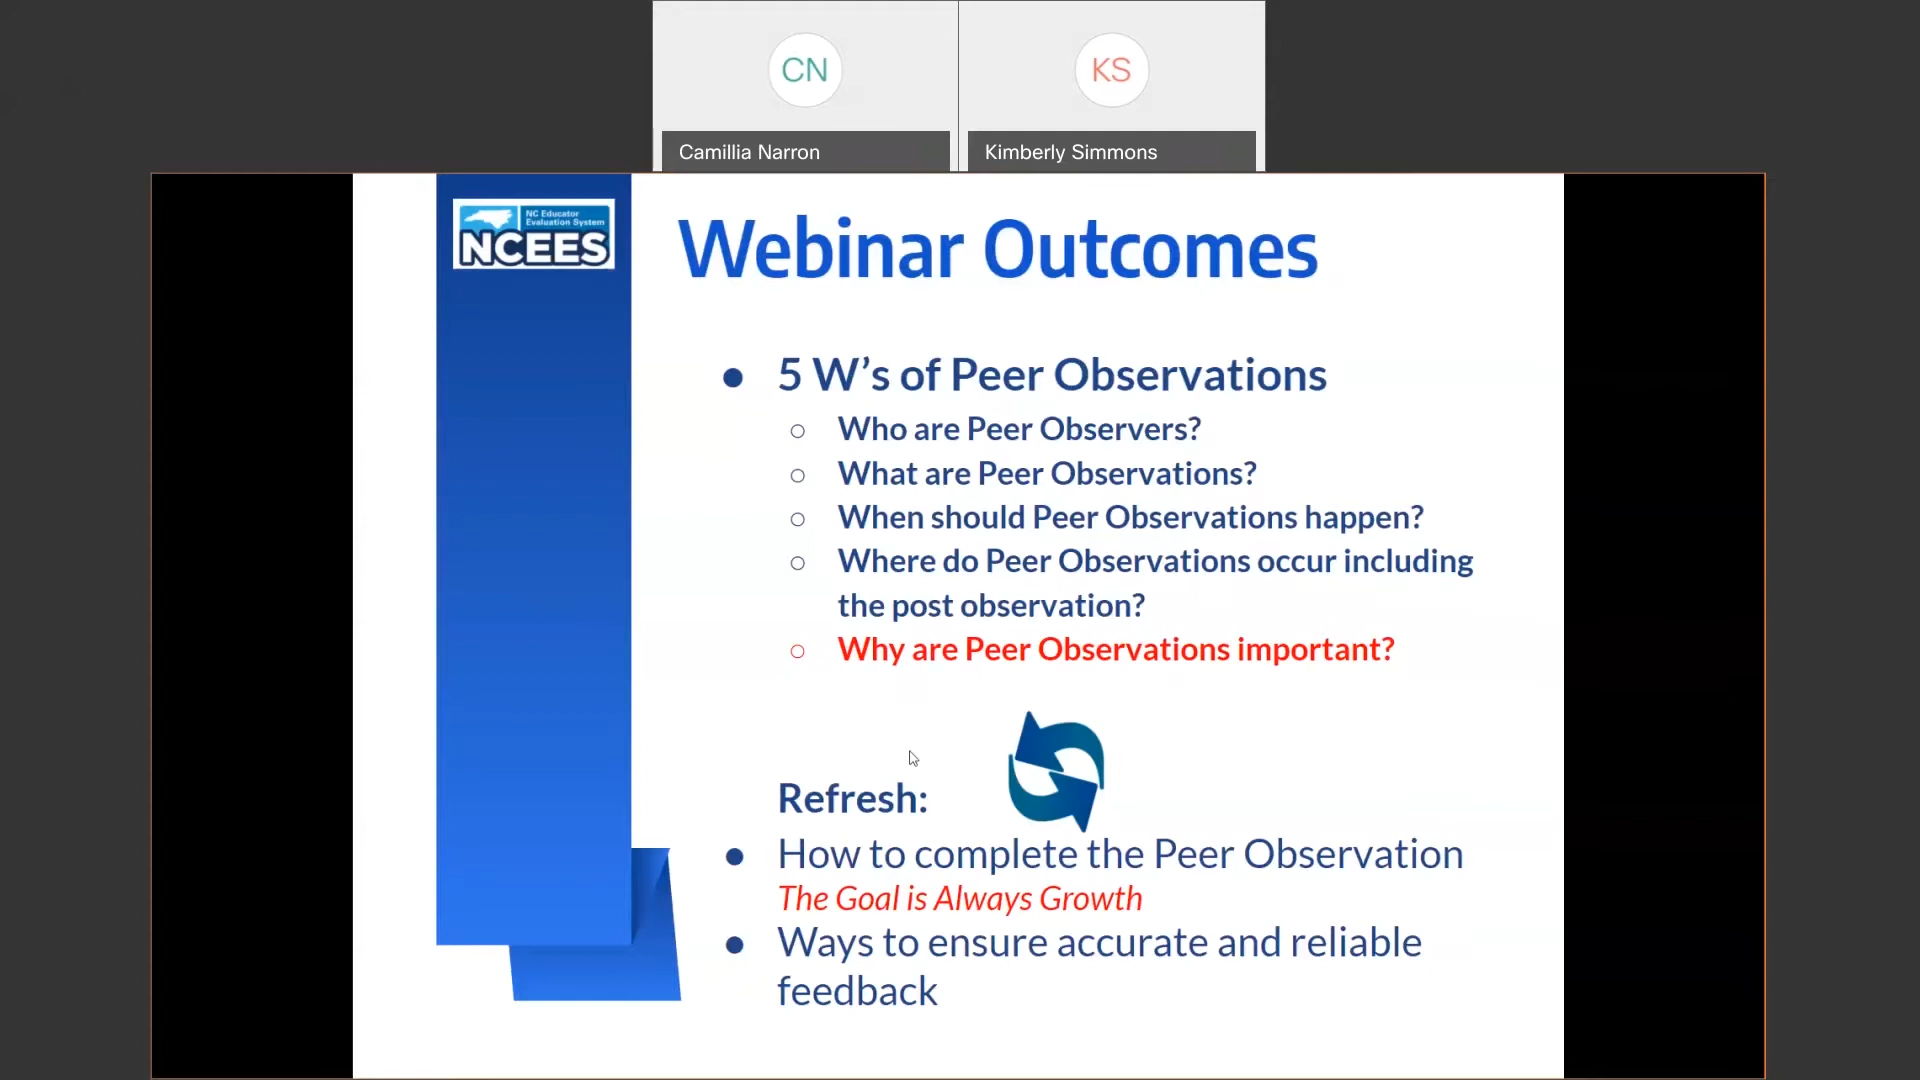 CN
KS
Camillia Narron
Kimberly Simmons
NC Educator
Evaluation System
NCEES
Webinar Outcomes
● 5 W’s of Peer Observations
○ Who are Peer Observers?
○ What are Peer Observations?
○ When should Peer Observations happen?
○ Where do Peer Observations occur including
the post observation?
○ Why are Peer Observations important?
Refresh:
● How to complete the Peer Observation
The Goal is Always Growth
● Ways to ensure accurate and reliable
feedback